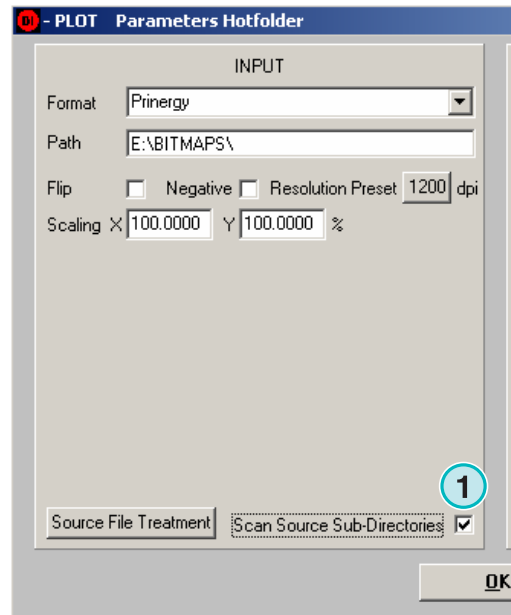 DI - PLOT Parameters Hotfolder
INPUT
Format Prinergy
Path E:\BITMAPS\
Flip Negative Resolution Preset 1200 dpi
Scaling X 100.0000 Y 100.0000 %
1
Source File Treatment Scan Source Sub-Directories
OK